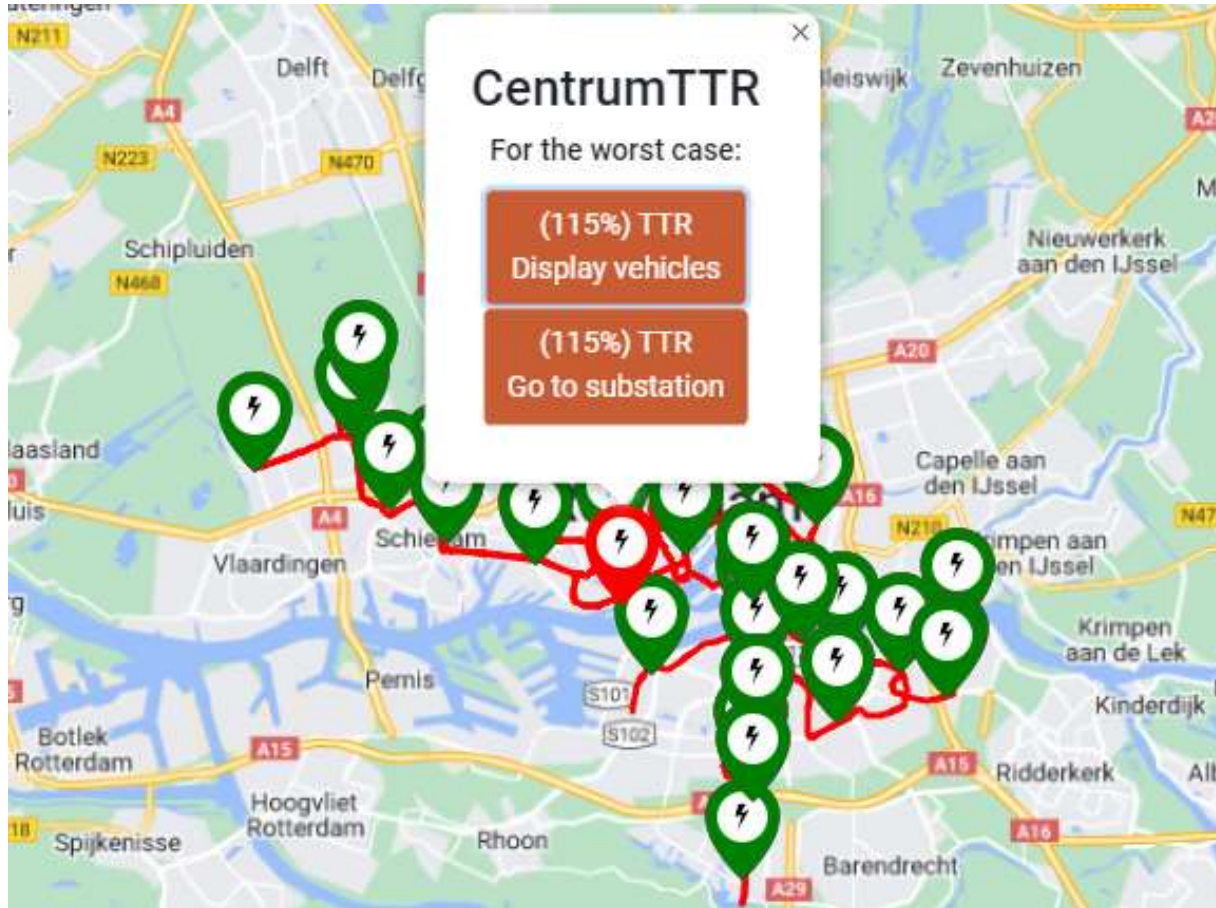 N211
Delft
Bleiswijk
Zevenhuizen
A4
N223
N470
CentrumTTR
For the worst case:
(115%) TTR
Display vehicles
(115%) TTR
Go to substation
Schipluiden
N468
Nieuwerkerk
aan den IJssel
A20
Capelle aan
den IJssel
A16
N210
A4
Vlaardingen
Krimpen
aan de Lek
Pernis
S101
S102
Kinderdijk
Botlek
Rotterdam
A15
A15
Ridderkerk
Hoogvliet
Rotterdam
Rhoon
A16
Spijkenisse
Barendrecht
A29